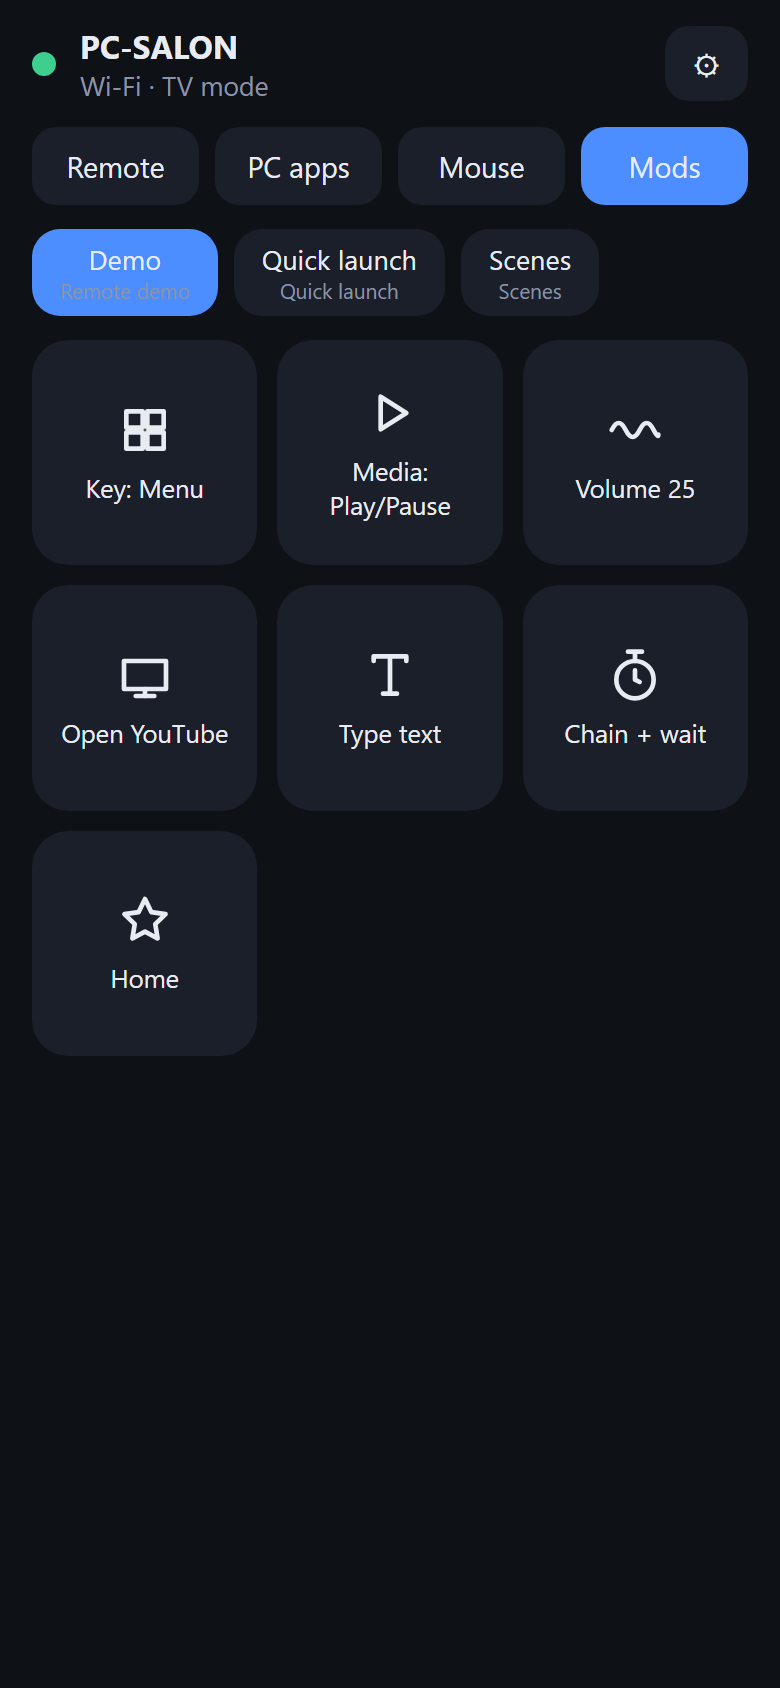 PC-SALON
Wi-Fi · TV mode
Remote
PC apps
Mouse
Mods
Demo
Remote demo
Quick launch
Quick launch
Scenes
Scenes
Key: Menu
Media:
Play/Pause
Volume 25
Open YouTube
Type text
Chain + wait
Home